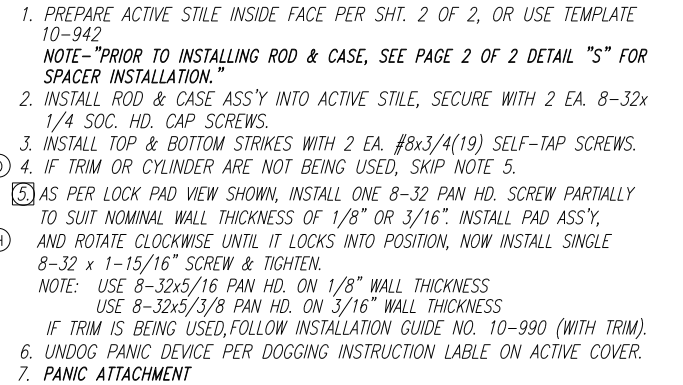 1. PREPARE ACTIVE STILE INSIDE FACE PER SHT. 2 OF 2, OR USE TEMPLATE
10-942
NOTE-"PRIOR TO INSTALLING ROD & CASE, SEE PAGE 2 OF 2 DETAIL "S" FOR
SPACER INSTALLATION."
2. INSTALL ROD & CASE ASS'Y INTO ACTIVE STILE, SECURE WITH 2 EA. 8-32x
1/4 SOC. HD. CAP SCREWS.
3. INSTALL TOP & BOTTOM STRIKES WITH 2 EA. #8x3/4(19) SELF-TAP SCREWS.
4. IF TRIM OR CYLINDER ARE NOT BEING USED, SKIP NOTE 5.
5. AS PER LOCK PAD VIEW SHOWN, INSTALL ONE 8-32 PAN HD. SCREW PARTIALLY
TO SUIT NOMINAL WALL THICKNESS OF 1/8" OR 3/16". INSTALL PAD ASS'Y,
H AND ROTATE CLOCKWISE UNTIL IT LOCKS INTO POSITION, NOW INSTALL SINGLE
8-32 x 1-15/16" SCREW & TIGHTEN.
NOTE: USE 8-32x5/16 PAN HD. ON 1/8" WALL THICKNESS
USE 8-32x5/3/8 PAN HD. ON 3/16" WALL THICKNESS
IF TRIM IS BEING USED, FOLLOW INSTALLATION GUIDE NO. 10-990 (WITH TRIM).
6. UNDOG PANIC DEVICE PER DOGGING INSTRUCTION LABLE ON ACTIVE COVER.
7. PANIC ATTACHMENT